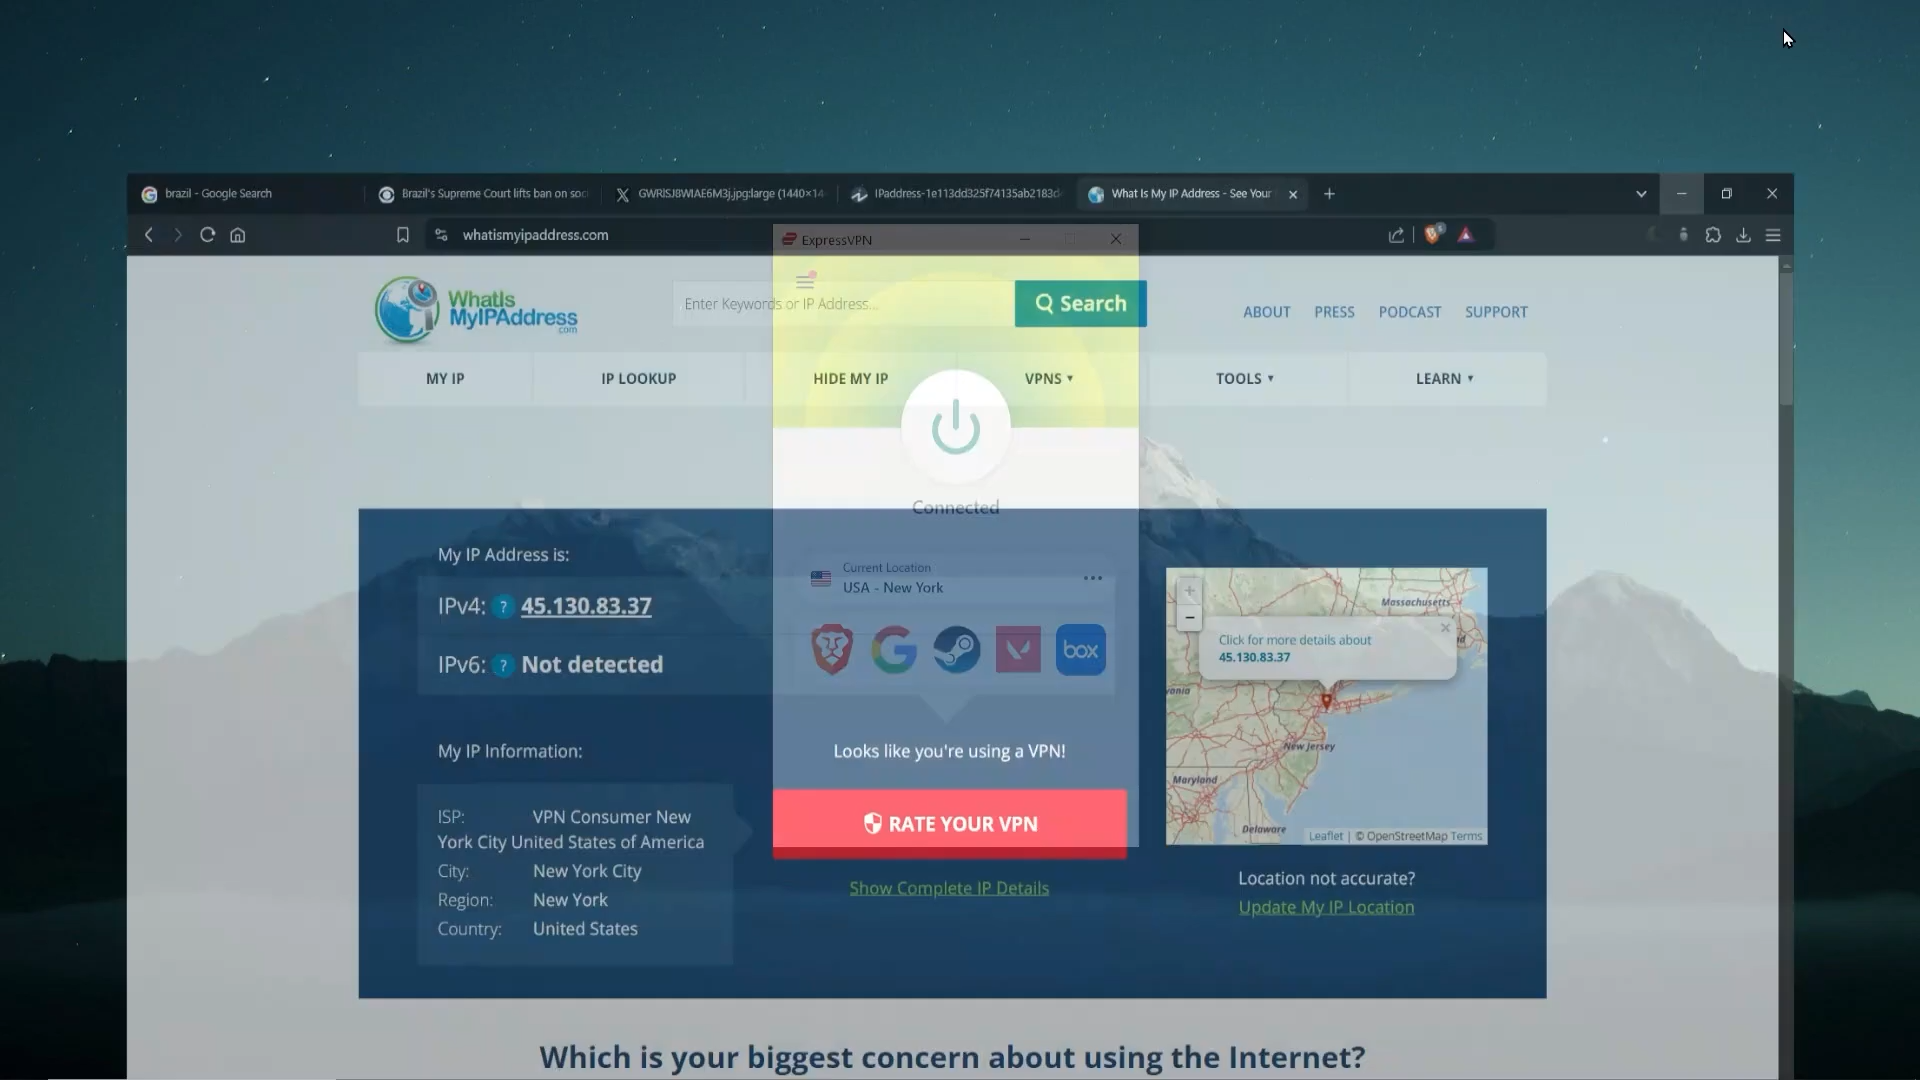 brazil - Google Search
Brazil's Supreme Court lifts ban on soc
GWRlSJ8WIAE6M3j.jpg:large (1440×14
IPaddress-1e113dd325f74135ab2183d
What Is My IP Address - See Your
whatismyipaddress.com
ExpressVPN
WhatIs
MyIPAddress
.com
Enter Keywords or IP Address...
Search
ABOUT
PRESS
PODCAST
SUPPORT
MY IP
IP LOOKUP
HIDE MY IP
VPNS
TOOLS
LEARN
Connected
My IP Address is:
IPv4: ? 45.130.83.37
IPv6: ? Not detected
Current Location
USA - New York
box
Looks like you're using a VPN!
RATE YOUR VPN
Show Complete IP Details
My IP Information:
ISP: VPN Consumer New
York City United States of America
City: New York City
Region: New York
Country: United States
+
−
Massachusetts
Click for more details about
45.130.83.37
New Jersey
Maryland
Delaware
Leaflet | © OpenStreetMap Terms
Location not accurate?
Update My IP Location
Which is your biggest concern about using the Internet?